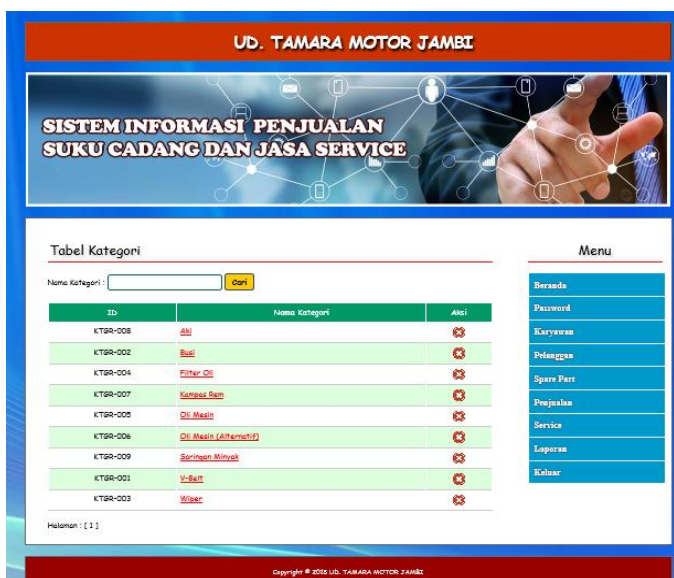 UD. TAMARA MOTOR JAMBI
SISTEM INFORMASI PENJUALAN
SUKU CADANG DAN JASA SERVICE
Tabel Kategori
Nama Kategori : Cari
ID Nama Kategori Aksi
KTGR-008 Aki
KTGR-002 Busi
KTGR-004 Filter Oli
KTGR-007 Kampas Rem
KTGR-005 Oli Mesin
KTGR-006 Oli Mesin (Alternatif)
KTGR-009 Saringan Minyak
KTGR-001 V-Belt
KTGR-003 Wiper
Halaman : [ 1 ]
Menu
Beranda
Password
Karyawan
Pelanggan
Spare Part
Penjualan
Service
Laporan
Keluar
Copyright © 2018 UD. TAMARA MOTOR JAMBI